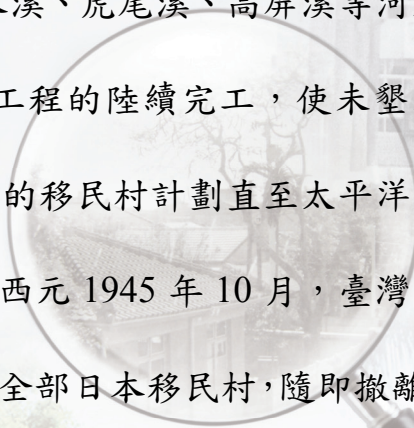 溪、虎尾溪、高屏溪等河
工程的陸續完工，使未墾
的移民村計劃直至太平洋
西元 1945 年 10 月，臺灣
全部日本移民村，隨即撤離